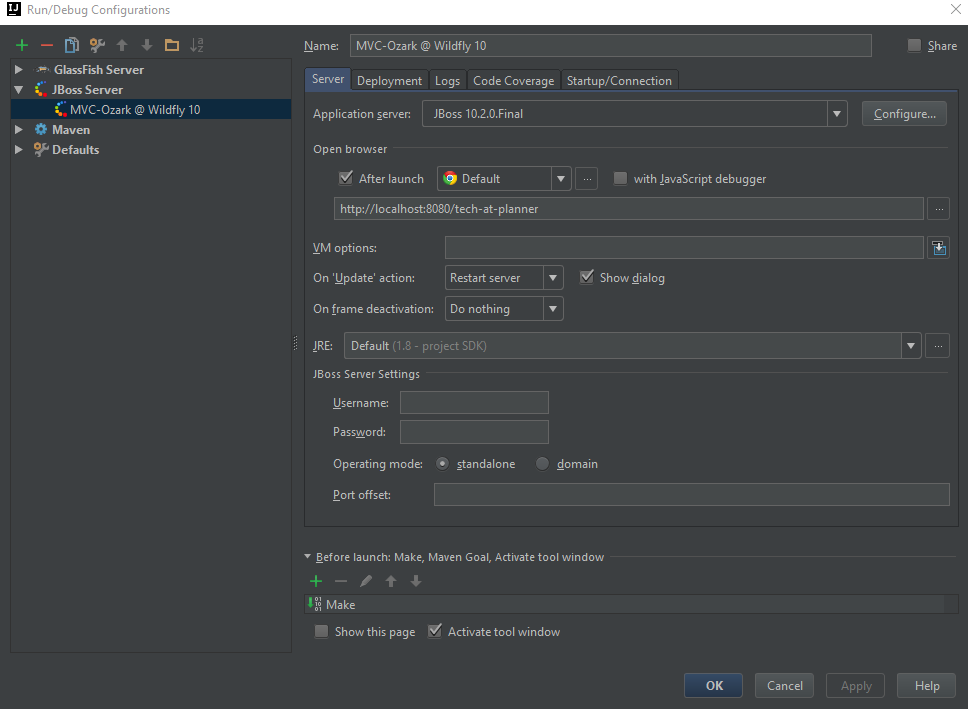 Run/Debug Configurations
Name: MVC-Ozark @ Wildfly 10 Share
GlassFish Server
JBoss Server
MVC-Ozark @ Wildfly 10
Maven
Defaults
Server Deployment Logs Code Coverage Startup/Connection
Application server: JBoss 10.2.0.Final Configure...
Open browser
After launch Default ... with JavaScript debugger
http://localhost:8080/tech-at-planner ...
VM options:
On 'Update' action: Restart server Show dialog
On frame deactivation: Do nothing
JRE: Default (1.8 - project SDK) ...
JBoss Server Settings
Username:
Password:
Operating mode: standalone domain
Port offset:
Before launch: Make, Maven Goal, Activate tool window
Make
Show this page Activate tool window
OK Cancel Apply Help